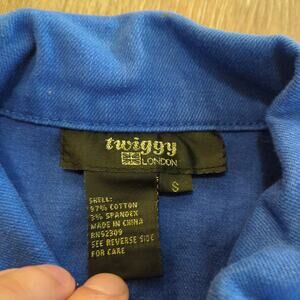 twiggy
LONDON
S
SHELL:
97% COTTON
3% SPANDEX
MADE IN CHINA
RN52309
SEE REVERSE SIDE
FOR CARE